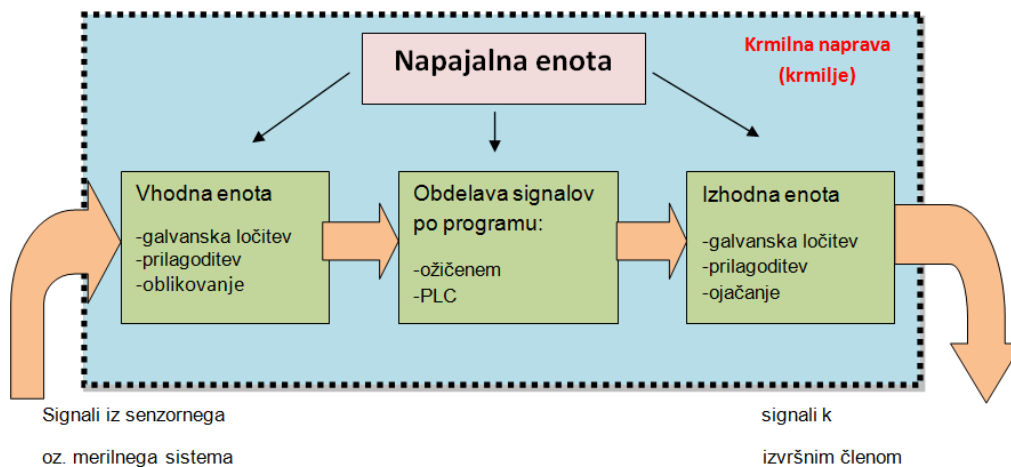 Napajalna enota
Krmilna naprava
(krmilje)
Vhodna enota
-galvanska ločitev
-prilagoditev
-oblikovanje
Obdelava signalov
po programu:
-ožičenem
-PLC
Izhodna enota
-galvanska ločitev
-prilagoditev
-ojačanje
Signali iz senzornega
oz. merilnega sistema
signali k
izvršnim členom